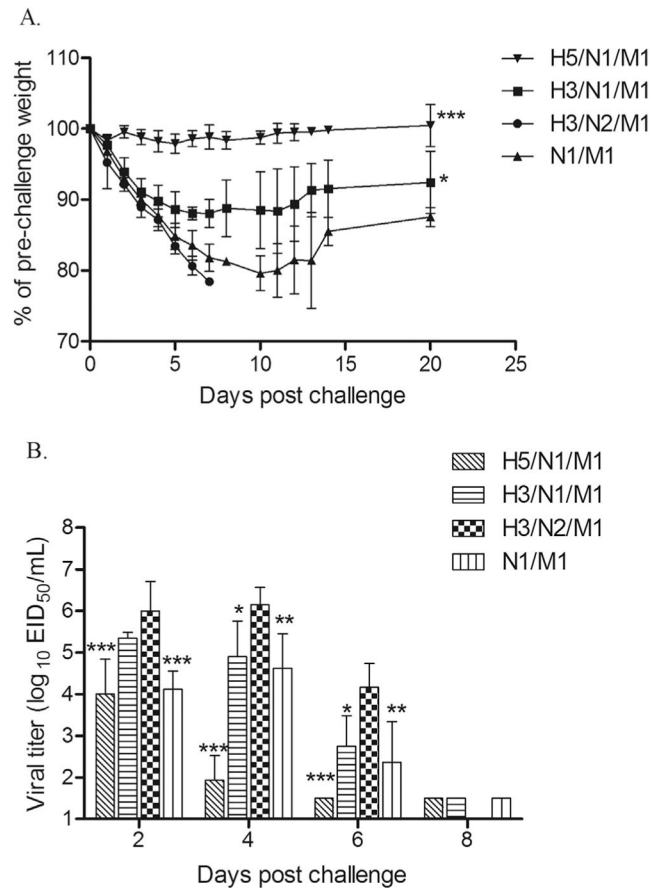 A.
% of pre-challenge weight
110
100
90
80
70
0 5 10 15 20 25
Days post challenge
H5/N1/M1
H3/N1/M1
H3/N2/M1
N1/M1
***
*
B.
H5/N1/M1
H3/N1/M1
H3/N2/M1
N1/M1
Viral titer (log10 EID50/mL)
8
7
6
5
4
3
2
1
*** ***
*** * **
*** * **
2 4 6 8
Days post challenge